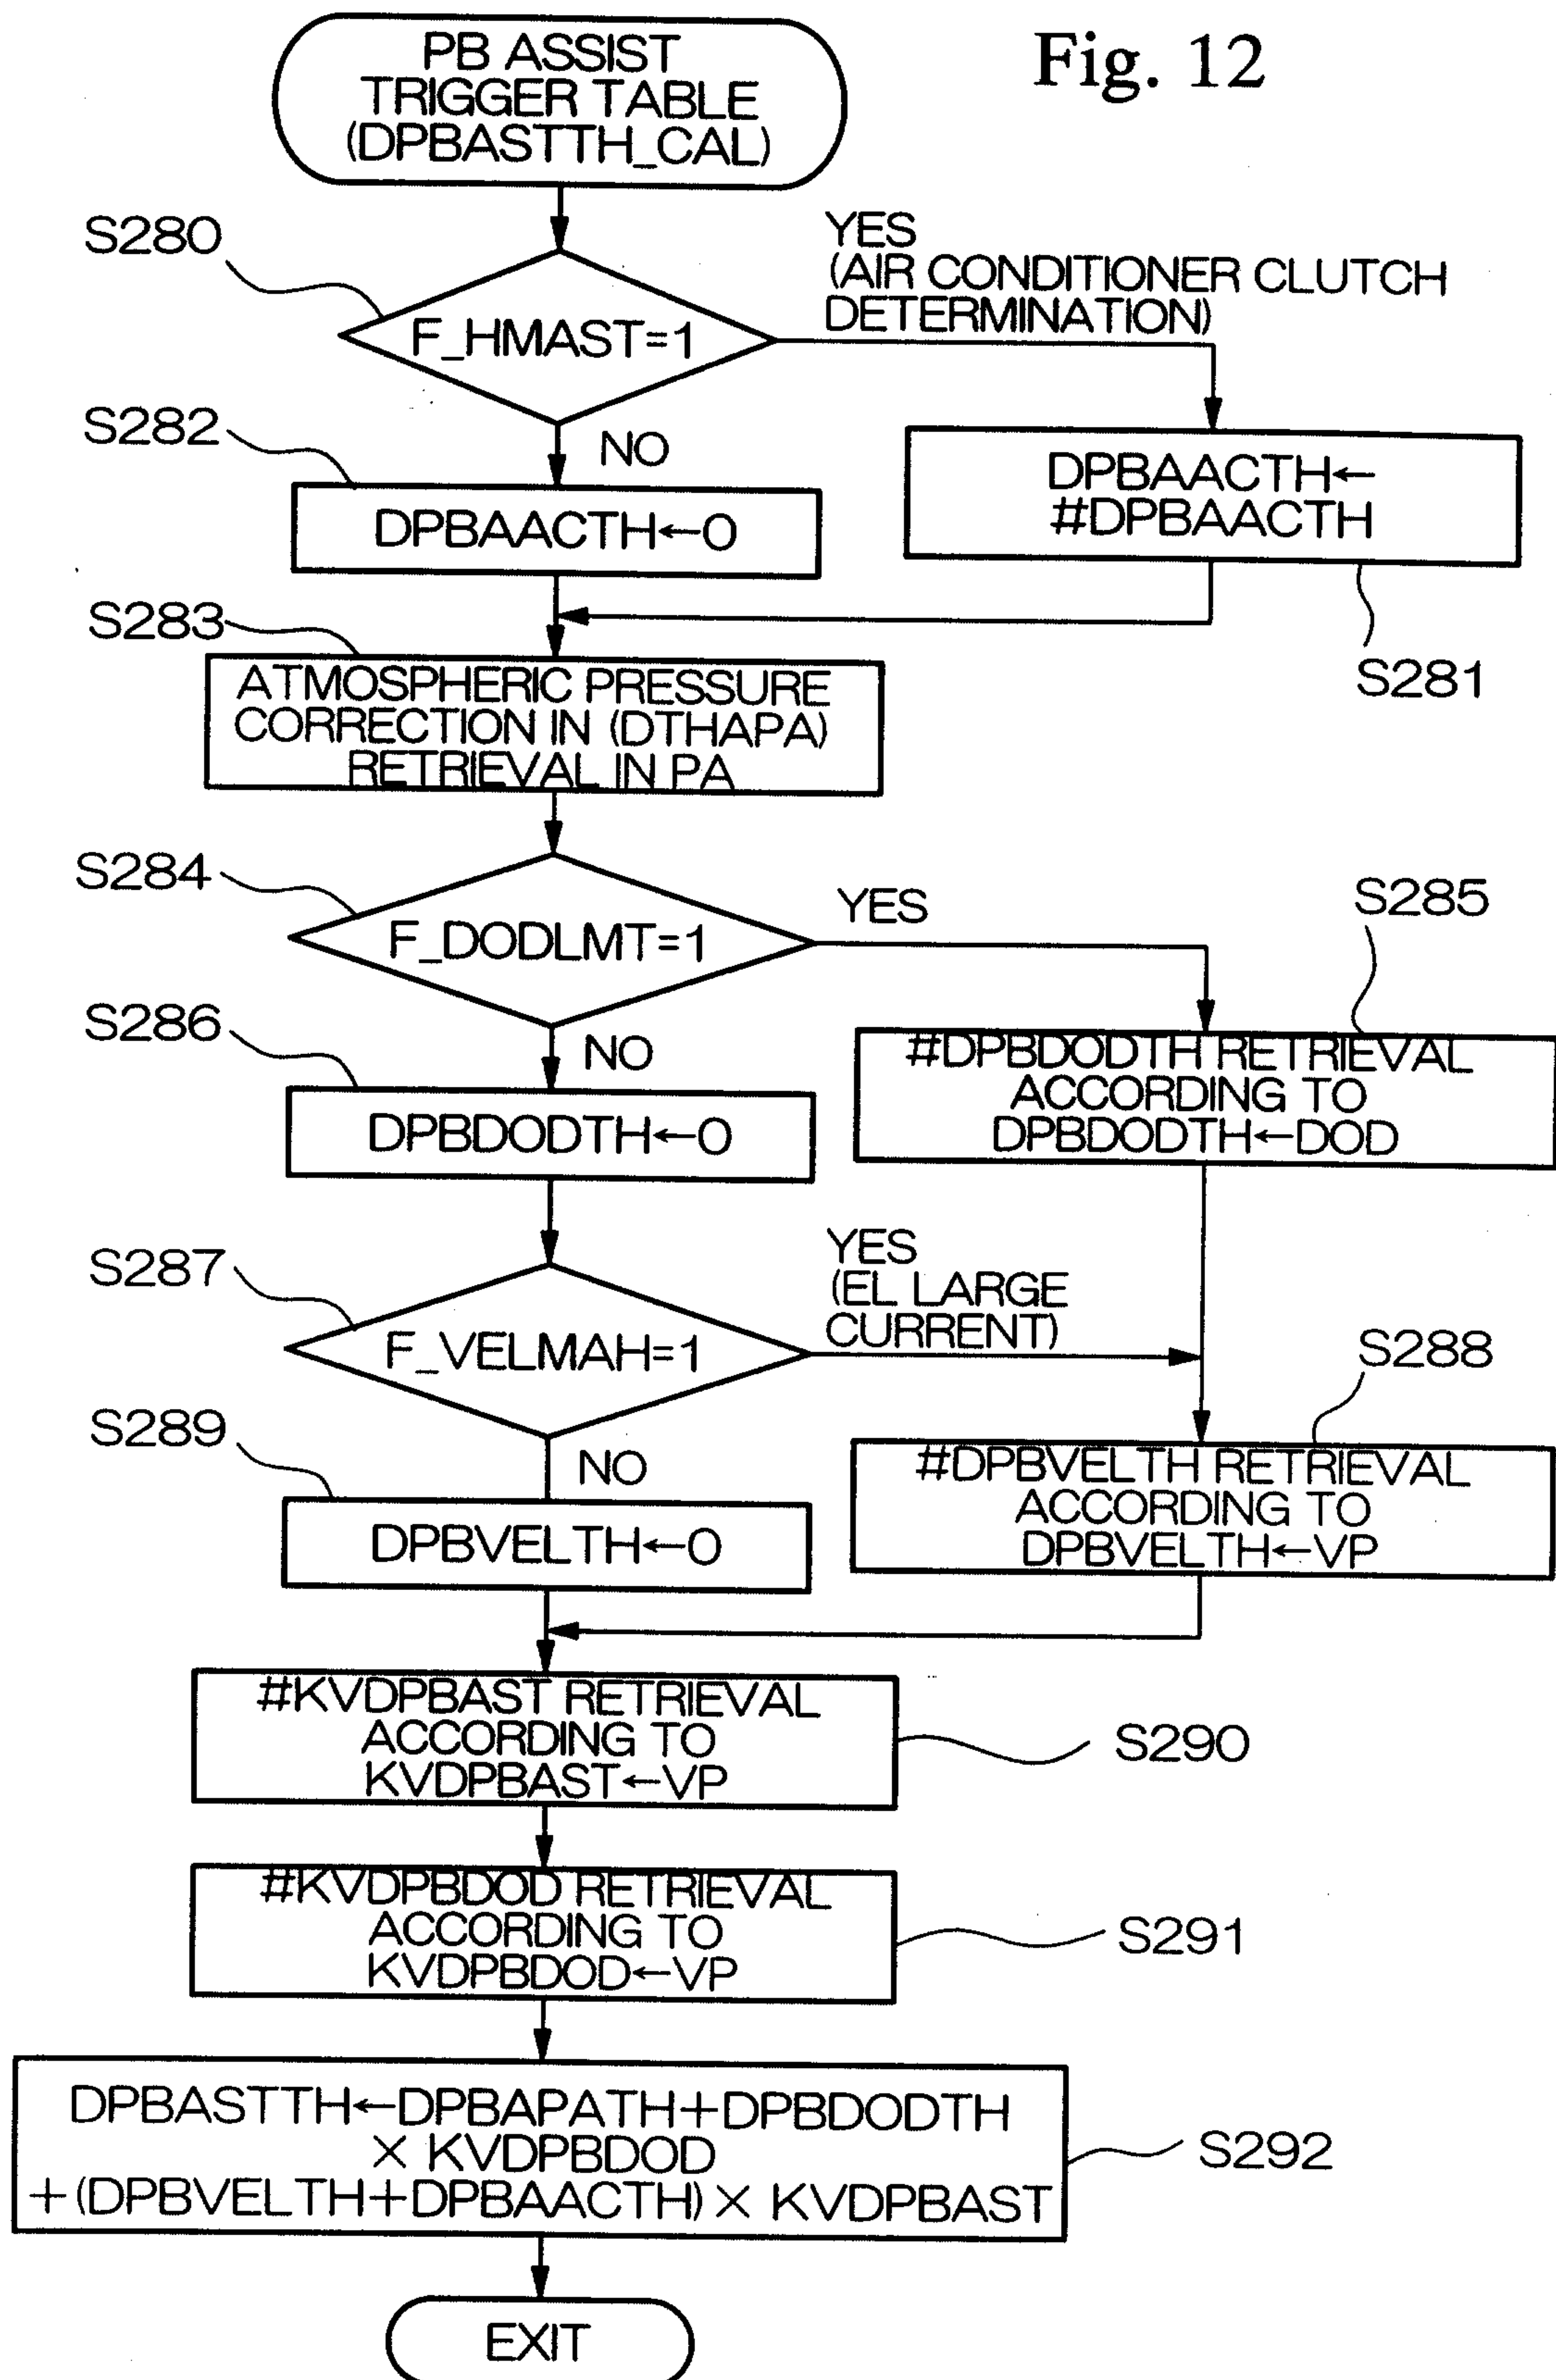 Fig. 12
PB ASSIST
TRIGGER TABLE
(DPBASTTH_CAL)
S280
F_HMAST=1
YES
(AIR CONDITIONER CLUTCH
DETERMINATION)
S282
NO
DPBAACTH←0
DPBAACTH←
#DPBAACTH
S281
S283
ATMOSPHERIC PRESSURE
CORRECTION IN (DTHAPA)
RETRIEVAL IN PA
S284
F_DODLMT=1
YES
S285
S286
NO
DPBDODTH←0
#DPBDODTH RETRIEVAL
ACCORDING TO
DPBDODTH←DOD
S287
F_VELMAH=1
YES
(EL LARGE
CURRENT)
S288
S289
NO
DPBVELTH←0
#DPBVELTH RETRIEVAL
ACCORDING TO
DPBVELTH←VP
#KVDPBAST RETRIEVAL
ACCORDING TO
KVDPBAST←VP
S290
#KVDPBDOD RETRIEVAL
ACCORDING TO
KVDPBDOD←VP
S291
DPBASTTH←DPBAPATH+DPBDODTH
× KVDPBDOD
+(DPBVELTH+DPBAACTH)× KVDPBAST
S292
EXIT